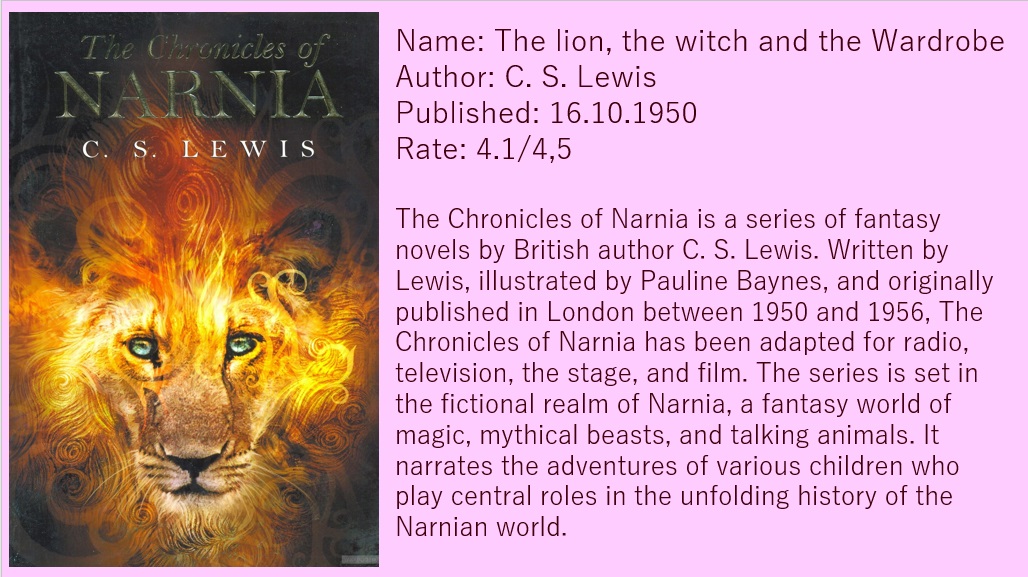 The Chronicles of
NARNIA
C. S. LEWIS
Name: The lion, the witch and the Wardrobe
Author: C. S. Lewis
Published: 16.10.1950
Rate: 4.1/4,5
The Chronicles of Narnia is a series of fantasy
novels by British author C. S. Lewis. Written by
Lewis, illustrated by Pauline Baynes, and originally
published in London between 1950 and 1956, The
Chronicles of Narnia has been adapted for radio,
television, the stage, and film. The series is set in
the fictional realm of Narnia, a fantasy world of
magic, mythical beasts, and talking animals. It
narrates the adventures of various children who
play central roles in the unfolding history of the
Narnian world.